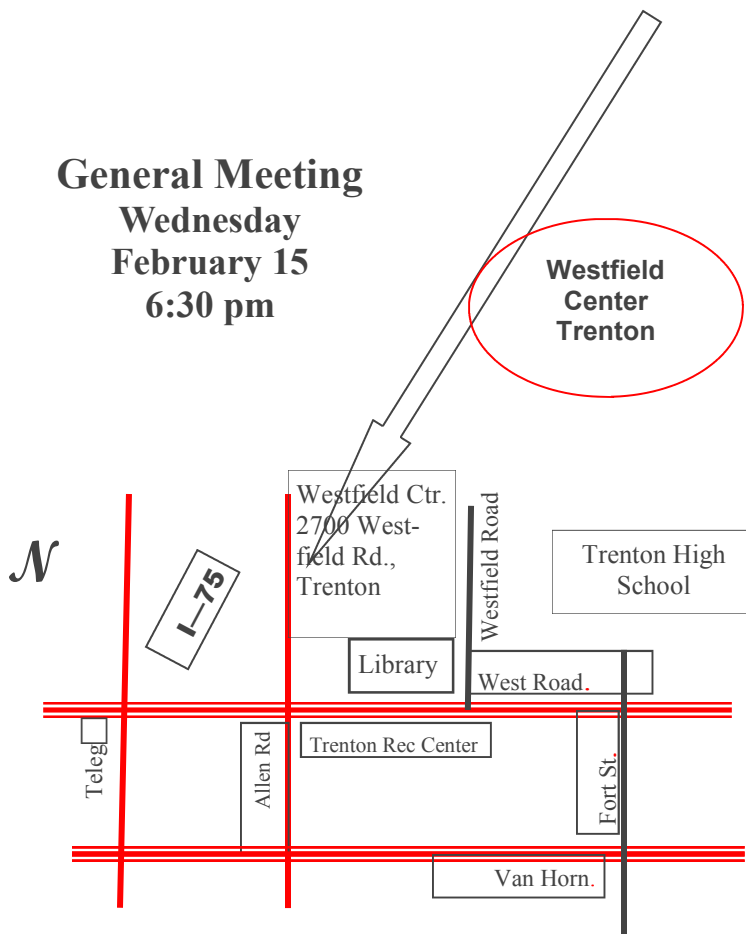 General Meeting
Wednesday
February 15
6:30 pm
Westfield
Center
Trenton
Westfield Ctr.
2700 West-
field Rd.,
Trenton
Westfield Road
Trenton High
School
N
I—75
Library
West Road.
Teleg
Allen Rd
Trenton Rec Center
Fort St.
Van Horn.